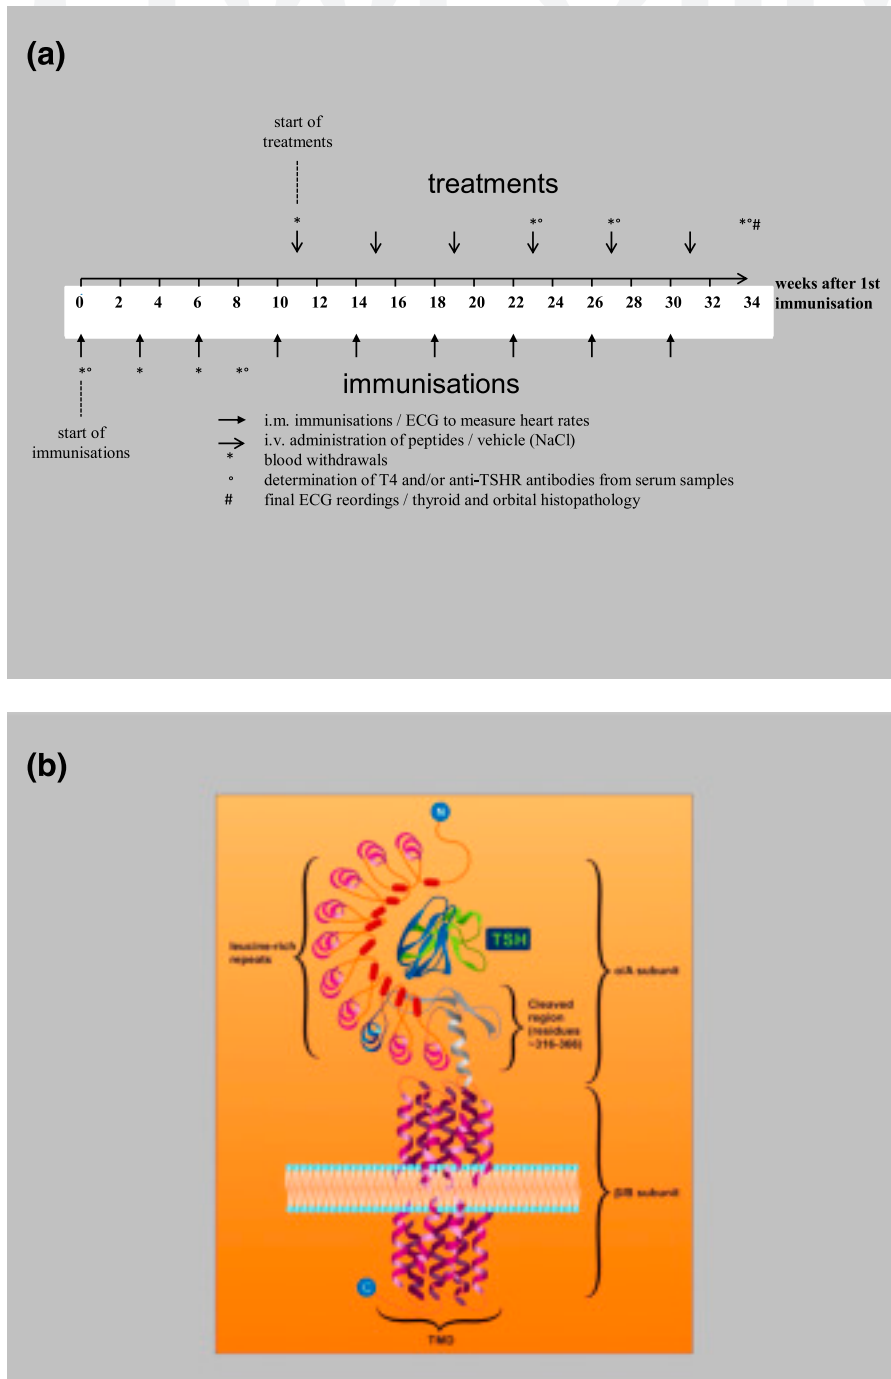 (a)
start of
treatments
treatments
* *° *° *°#
0 2 4 6 8 10 12 14 16 18 20 22 24 26 28 30 32 34
weeks after 1st
immunisation
*° * * *°
immunisations
start of
immunisations
i.m. immunisations / ECG to measure heart rates
i.v. administration of peptides / vehicle (NaCl)
* blood withdrawals
° determination of T4 and/or anti-TSHR antibodies from serum samples
# final ECG reordings / thyroid and orbital histopathology
(b)
N
leucine-rich
repeats
TSH
α/A subunit
Cleaved
region
(residues
~316-366)
β/B subunit
C
TMD